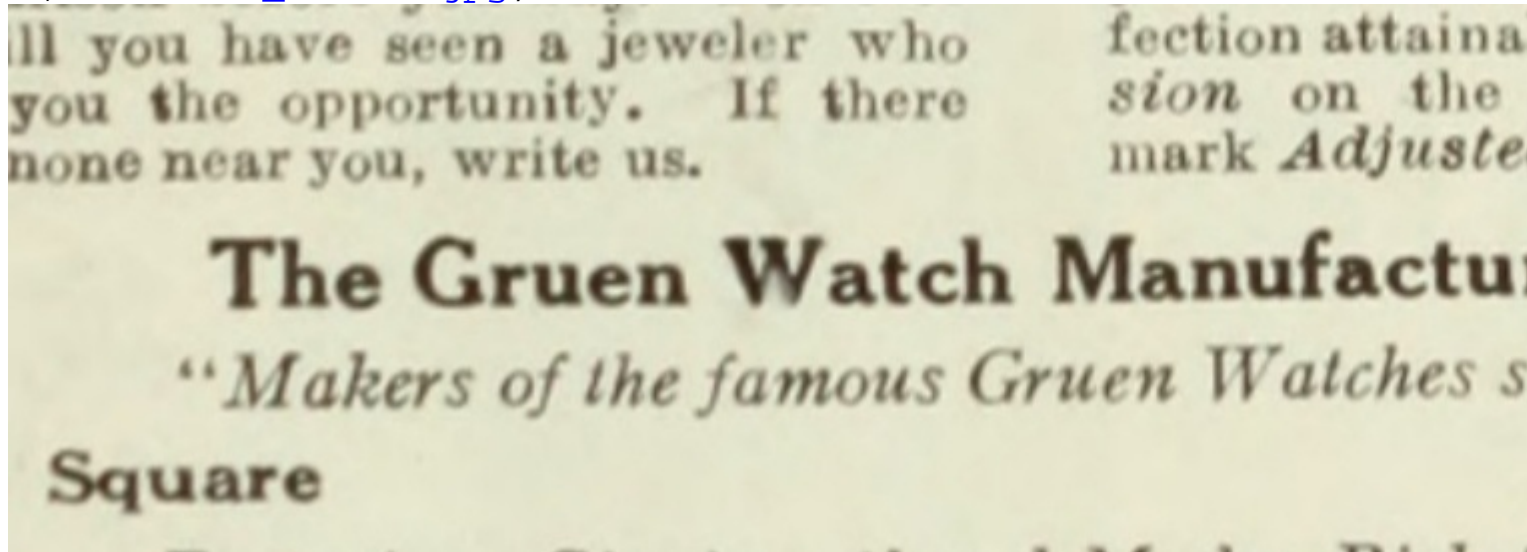 ill you have seen a jeweler who
you the opportunity. If there
none near you, write us.
fection attaina
sion on the
mark Adjuste
The Gruen Watch Manufactu
"Makers of the famous Gruen Watches s
Square